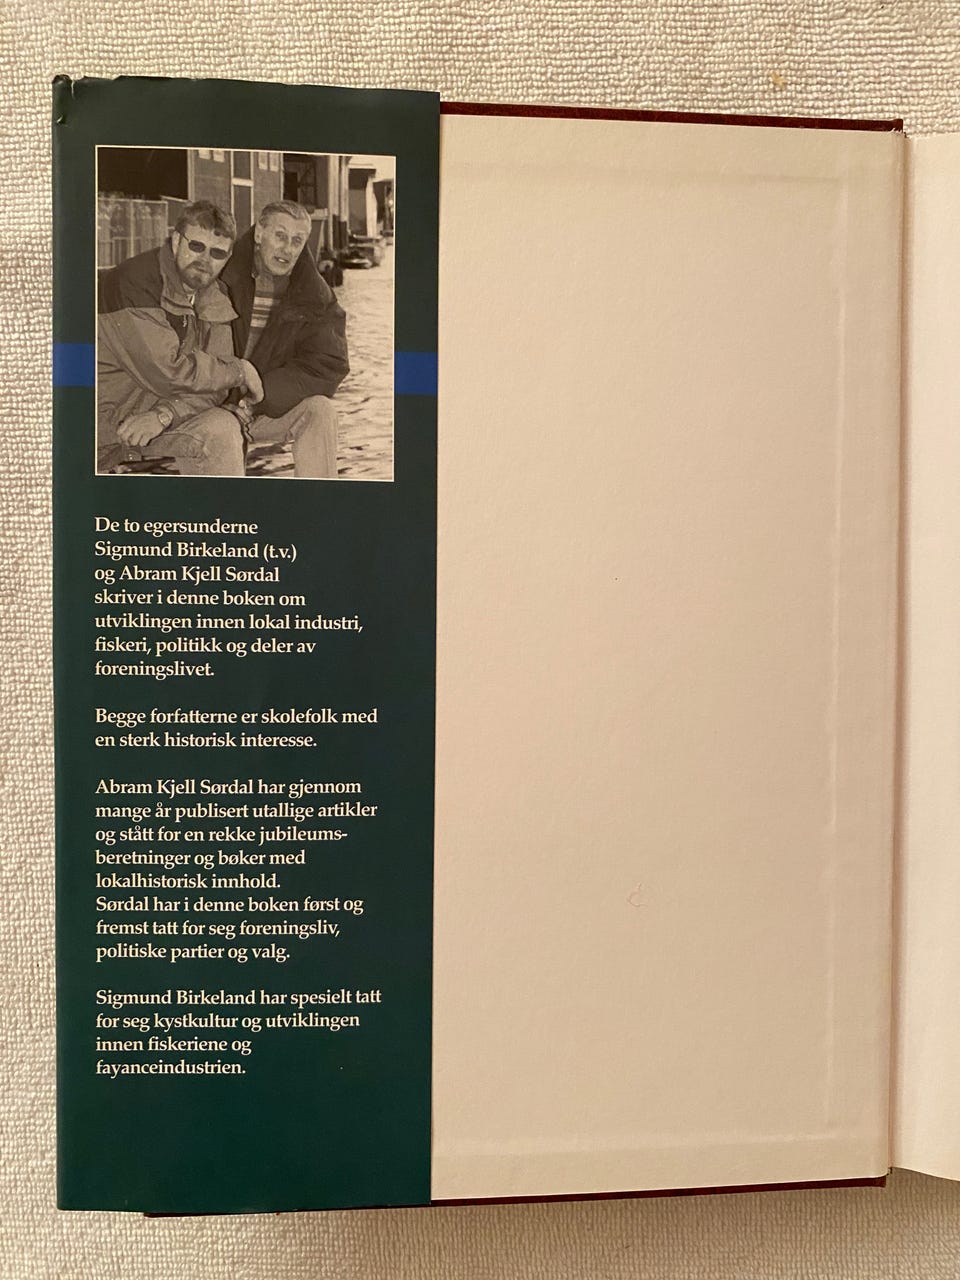 De to egersunderne
Sigmund Birkeland (t.v.)
og Abram Kjell Sørdal
skriver i denne boken om
utviklingen innen lokal industri,
fiskeri, politikk og deler av
foreningslivet.
Begge forfatterne er skolefolk med
en sterk historisk interesse.
Abram Kjell Sørdal har gjennom
mange år publisert utallige artikler
og stått for en rekke jubileums-
beretninger og bøker med
lokalhistorisk innhold.
Sørdal har i denne boken først og
fremst tatt for seg foreningsliv,
politiske partier og valg.
Sigmund Birkeland har spesielt tatt
for seg kystkultur og utviklingen
innen fiskeriene og
fayanceindustrien.